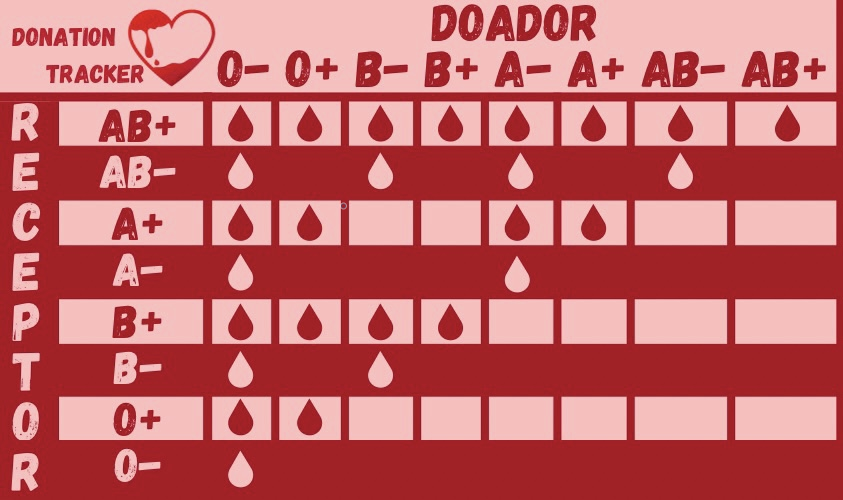 DONATION
TRACKER
DOADOR
O- O+ B- B+ A- A+ AB- AB+
RECEPTOR
AB+
AB-
A+
A-
B+
B-
O+
O-